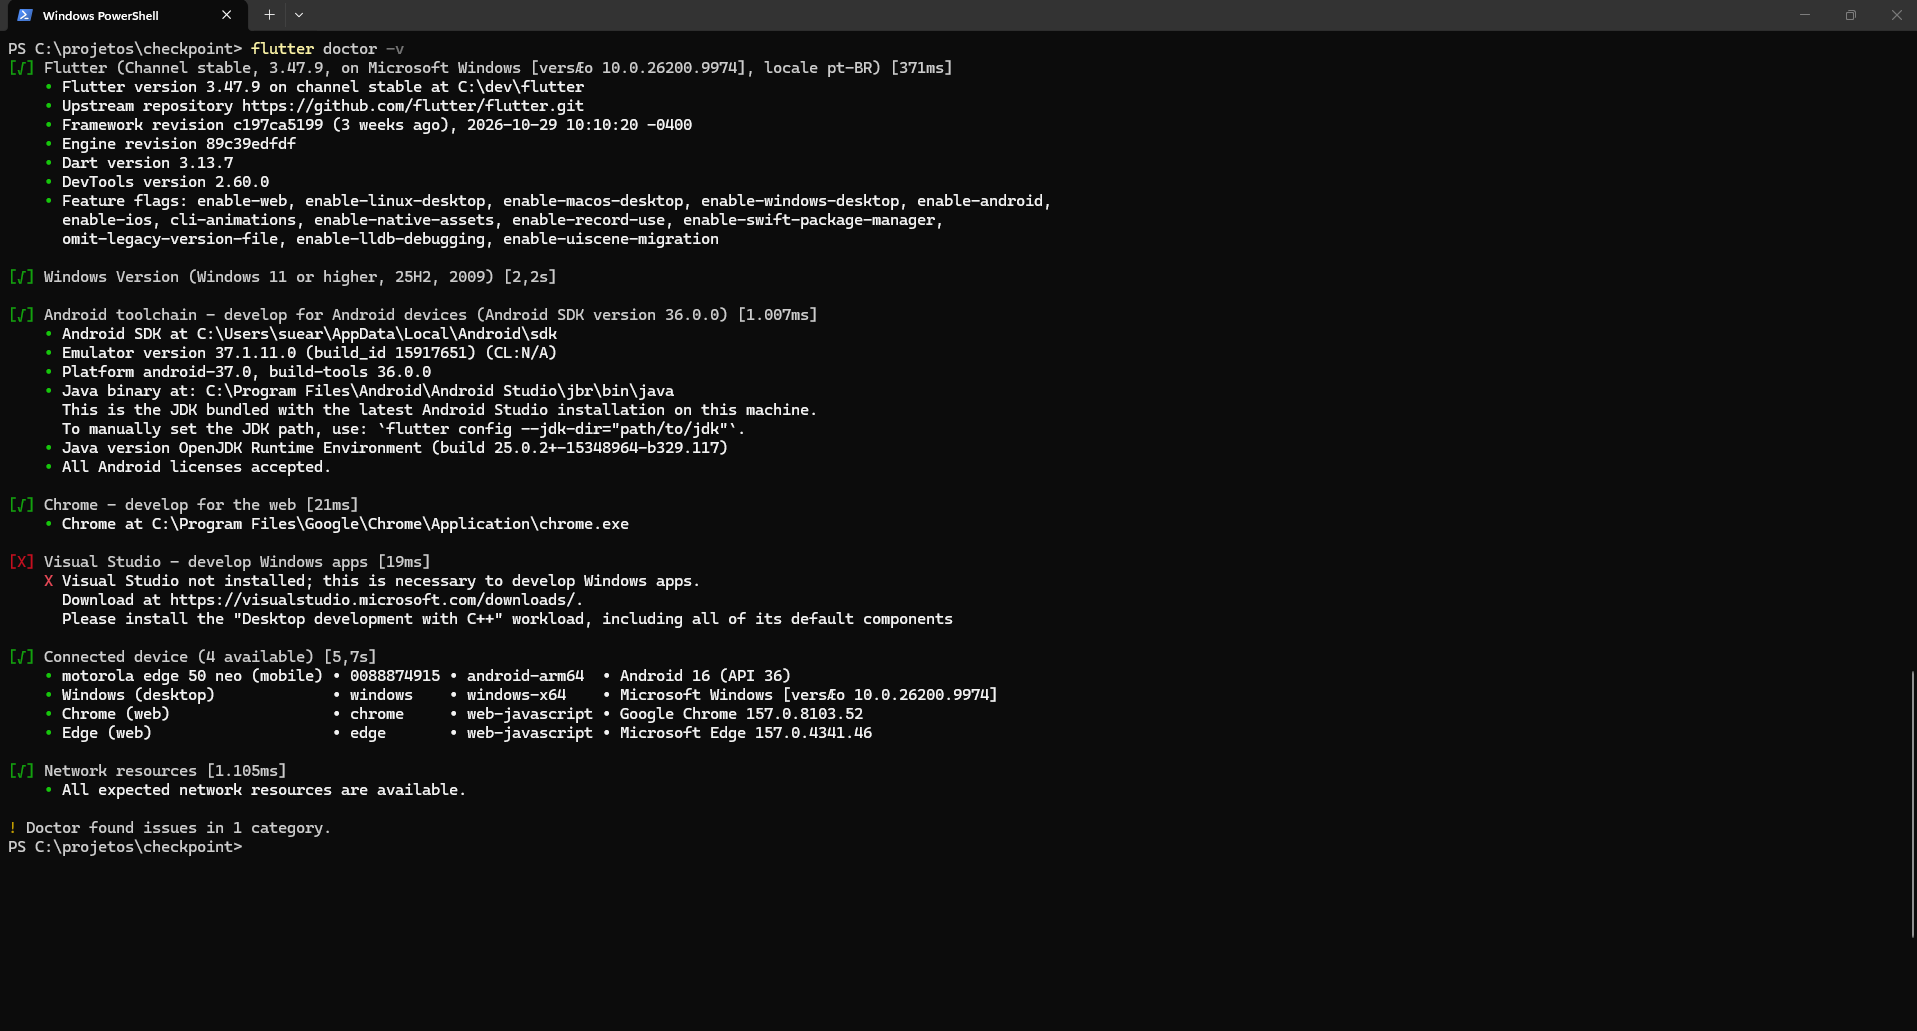 Windows PowerShell
PS C:\projetos\checkpoint> flutter doctor -v
[√] Flutter (Channel stable, 3.47.9, on Microsoft Windows [versÆo 10.0.26200.9974], locale pt-BR) [371ms]
    • Flutter version 3.47.9 on channel stable at C:\dev\flutter
    • Upstream repository https://github.com/flutter/flutter.git
    • Framework revision c197ca5199 (3 weeks ago), 2026-10-29 10:10:20 -0400
    • Engine revision 89c39edfdf
    • Dart version 3.13.7
    • DevTools version 2.60.0
    • Feature flags: enable-web, enable-linux-desktop, enable-macos-desktop, enable-windows-desktop, enable-android,
      enable-ios, cli-animations, enable-native-assets, enable-record-use, enable-swift-package-manager,
      omit-legacy-version-file, enable-lldb-debugging, enable-uiscene-migration
[√] Windows Version (Windows 11 or higher, 25H2, 2009) [2,2s]
[√] Android toolchain - develop for Android devices (Android SDK version 36.0.0) [1.007ms]
    • Android SDK at C:\Users\suear\AppData\Local\Android\sdk
    • Emulator version 37.1.11.0 (build_id 15917651) (CL:N/A)
    • Platform android-37.0, build-tools 36.0.0
    • Java binary at: C:\Program Files\Android\Android Studio\jbr\bin\java
      This is the JDK bundled with the latest Android Studio installation on this machine.
      To manually set the JDK path, use: `flutter config --jdk-dir="path/to/jdk"`.
    • Java version OpenJDK Runtime Environment (build 25.0.2+-15348964-b329.117)
    • All Android licenses accepted.
[√] Chrome - develop for the web [21ms]
    • Chrome at C:\Program Files\Google\Chrome\Application\chrome.exe
[X] Visual Studio - develop Windows apps [19ms]
    X Visual Studio not installed; this is necessary to develop Windows apps.
      Download at https://visualstudio.microsoft.com/downloads/.
      Please install the "Desktop development with C++" workload, including all of its default components
[√] Connected device (4 available) [5,7s]
    • motorola edge 50 neo (mobile) • 0088874915 • android-arm64  • Android 16 (API 36)
    • Windows (desktop)             • windows    • windows-x64    • Microsoft Windows [versÆo 10.0.26200.9974]
    • Chrome (web)                  • chrome     • web-javascript • Google Chrome 157.0.8103.52
    • Edge (web)                    • edge       • web-javascript • Microsoft Edge 157.0.4341.46
[√] Network resources [1.105ms]
    • All expected network resources are available.
! Doctor found issues in 1 category.
PS C:\projetos\checkpoint>